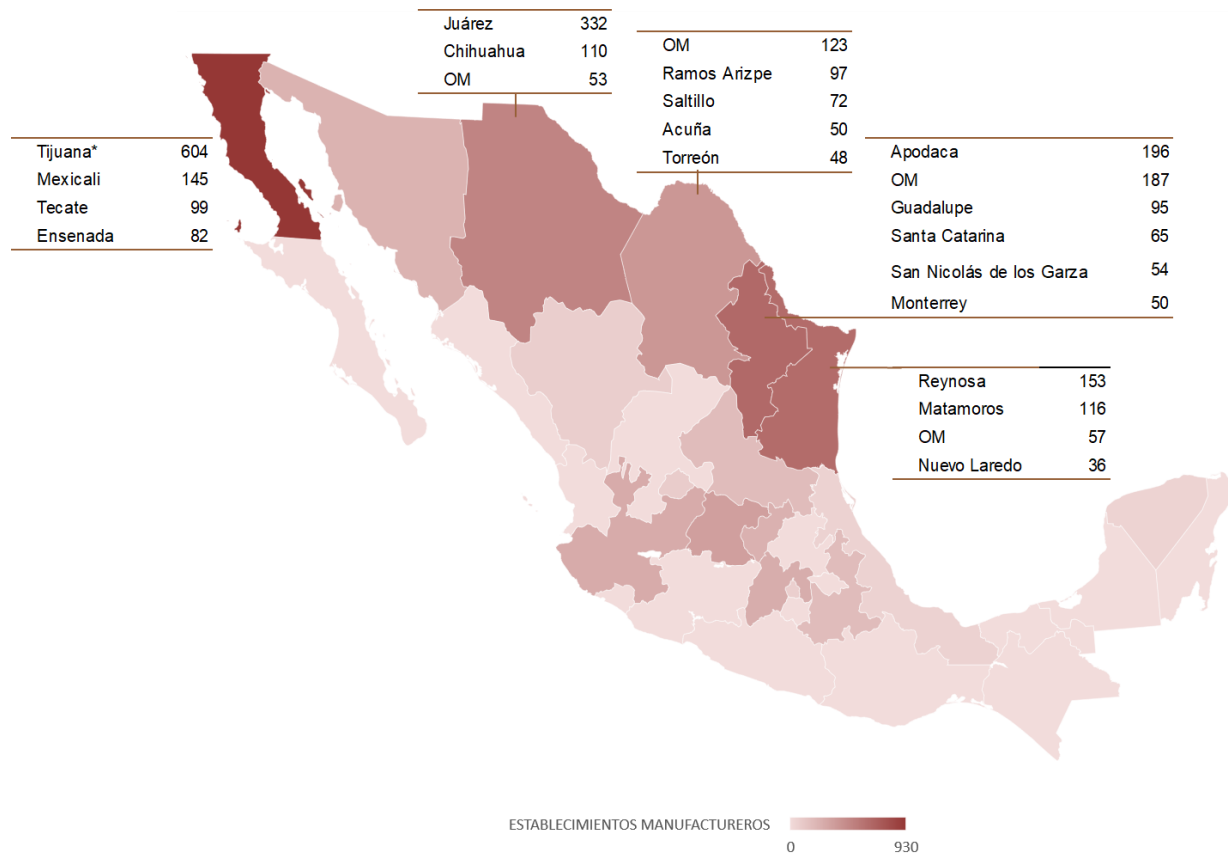 Juárez 332
Chihuahua 110
OM 53
OM 123
Ramos Arizpe 97
Saltillo 72
Acuña 50
Torreón 48
Tijuana* 604
Mexicali 145
Tecate 99
Ensenada 82
Apodaca 196
OM 187
Guadalupe 95
Santa Catarina 65
San Nicolás de los Garza 54
Monterrey 50
Reynosa 153
Matamoros 116
OM 57
Nuevo Laredo 36
ESTABLECIMIENTOS MANUFACTUREROS
0 930